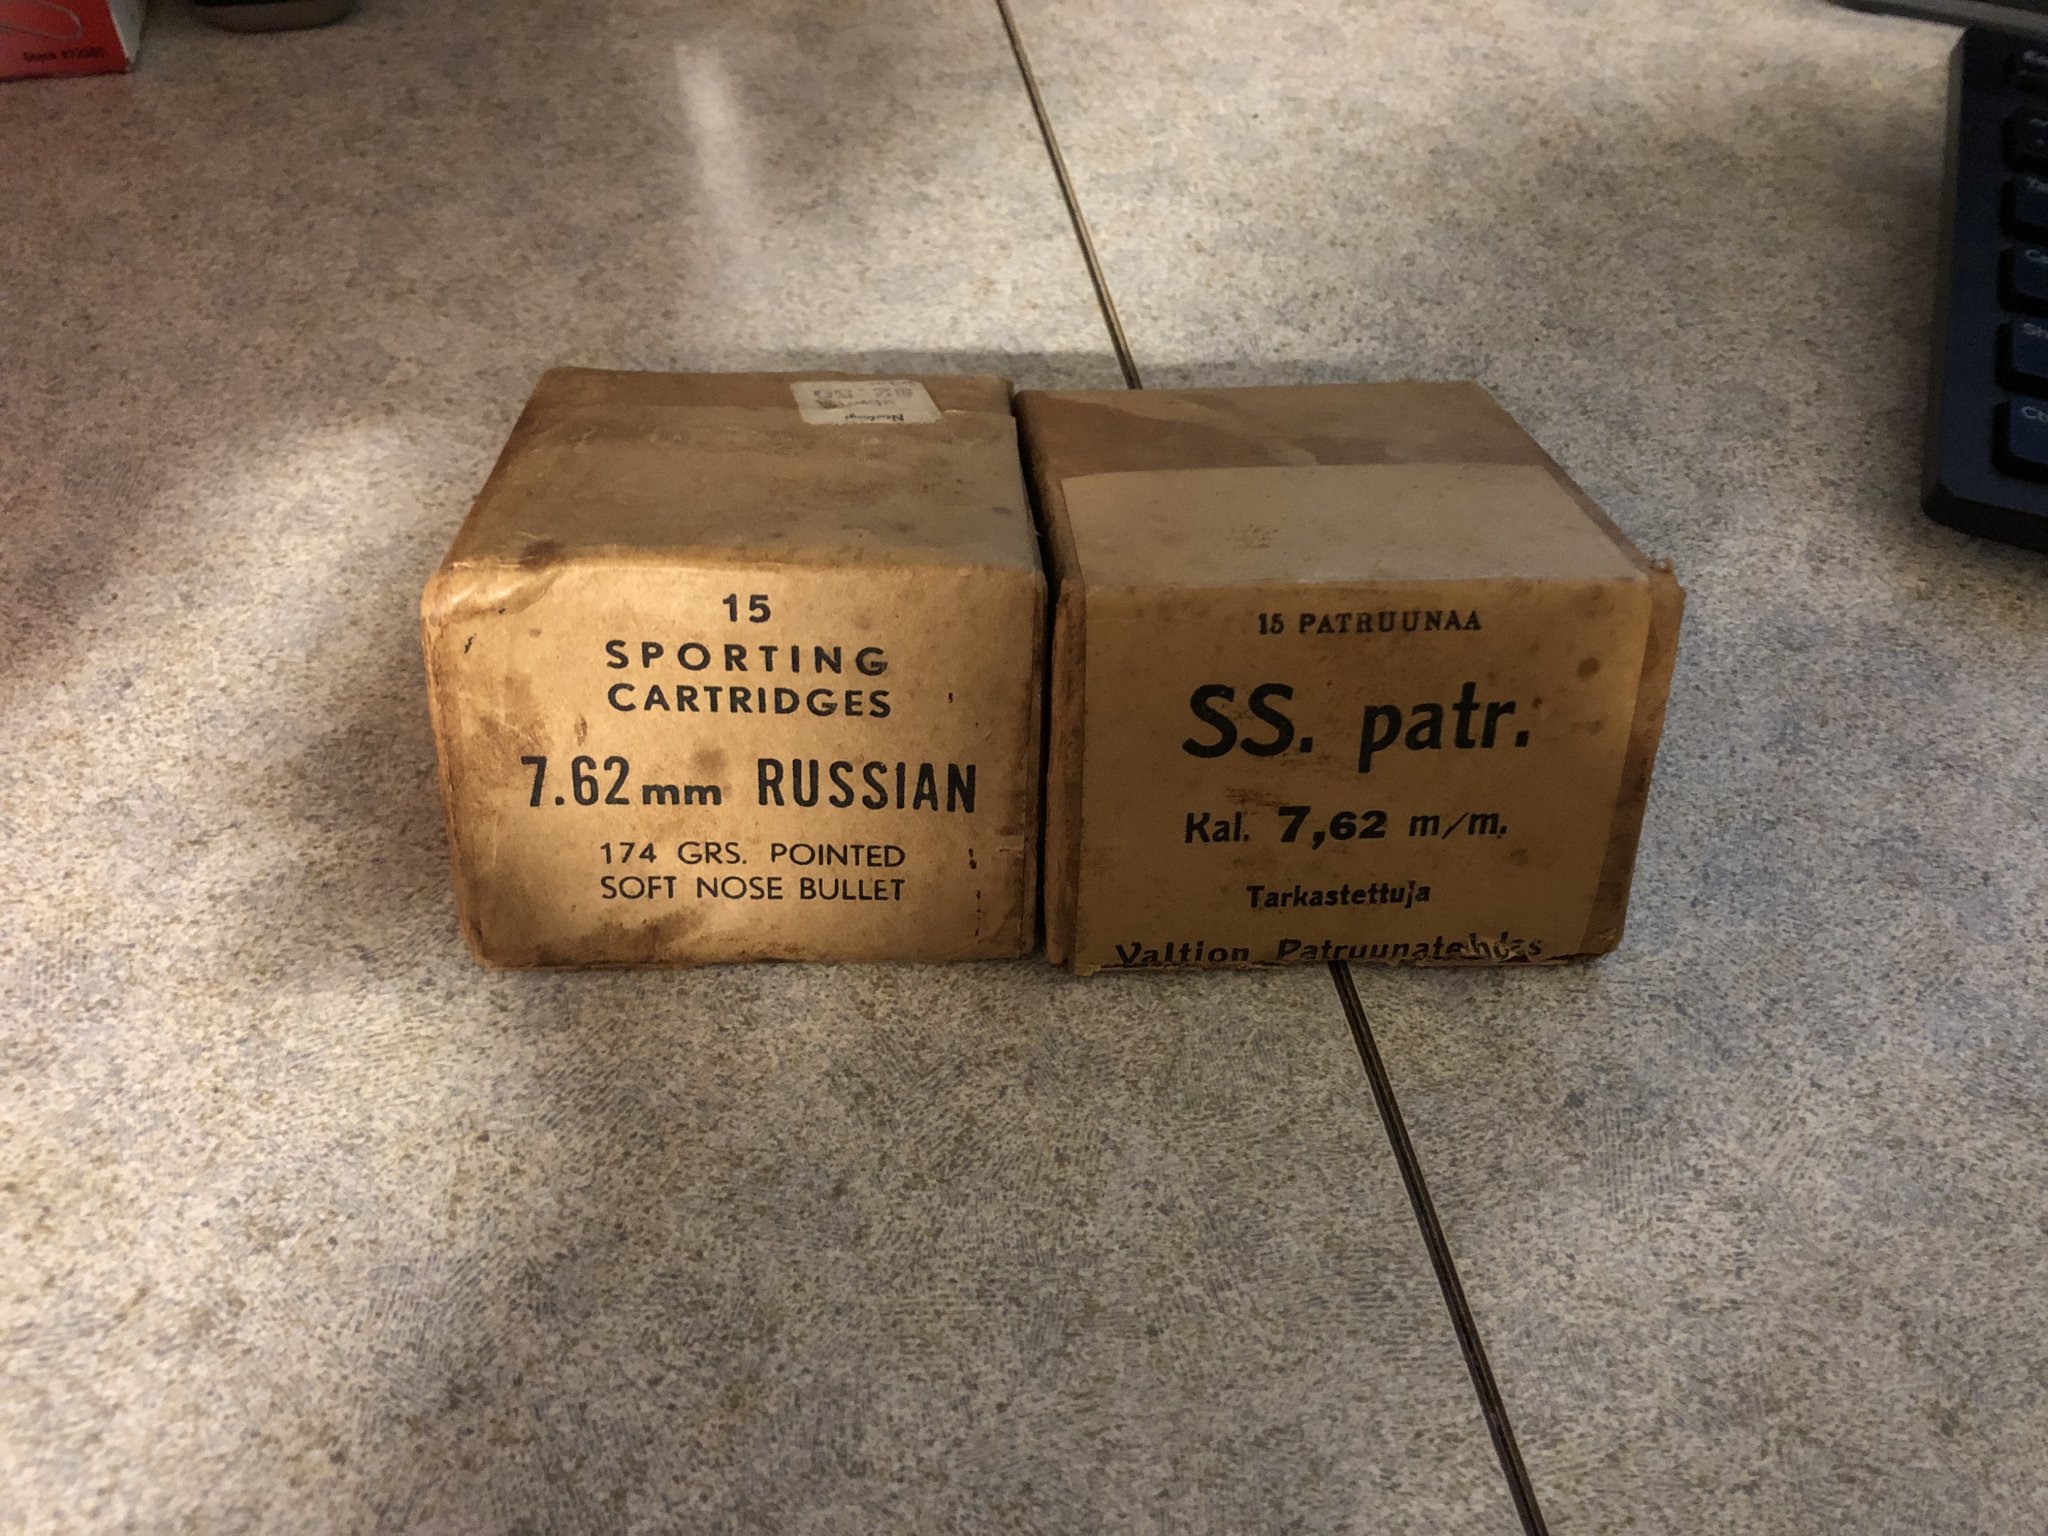 15
SPORTING
CARTRIDGES
7.62mm RUSSIAN
174 GRS. POINTED
SOFT NOSE BULLET
15 PATRUUNAA
SS. patr.
Kal. 7,62 m/m.
Tarkastettuja
Valtion Patruunatehdas